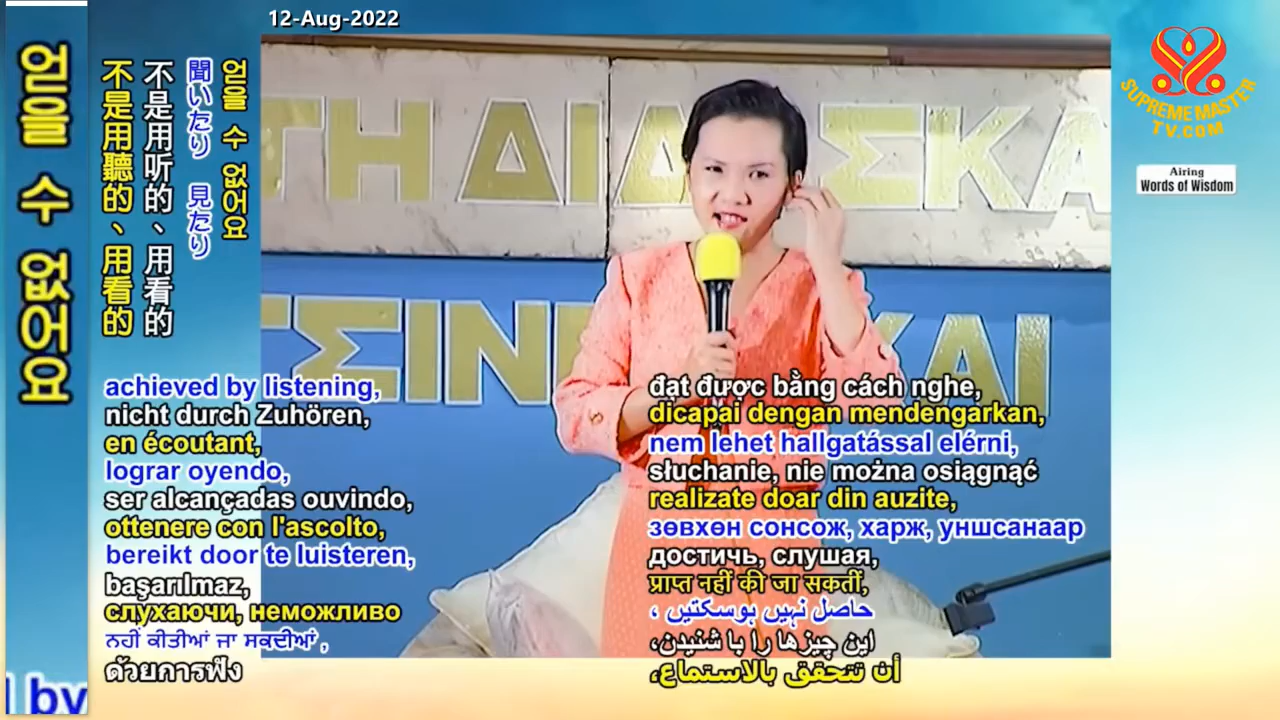 12-Aug-2022
얻을 수 없어요
얻을 수 없어요
聞いたり 見たり
不是用听的、用看的
不是用聽的、用看的
SUPREME MASTER
TV.COM
Airing
Words of Wisdom
ΤΗ ΔΙΔΑΣΚΑ
ΤΣΙΝΓΚ ΧΑΙ
achieved by listening,
nicht durch Zuhören,
en écoutant,
lograr oyendo,
ser alcançadas ouvindo,
ottenere con l'ascolto,
bereikt door te luisteren,
başarılmaz,
слухаючи, неможливо
ਨਹੀਂ ਕੀਤੀਆਂ ਜਾ ਸਕਦੀਆਂ ,
ด้วยการฟัง
đạt được bằng cách nghe,
dicapai dengan mendengarkan,
nem lehet hallgatással elérni,
słuchanie, nie można osiągnąć
realizate doar din auzite,
зөвхөн сонсож, харж, уншсанаар
достичь, слушая,
प्राप्त नहीं की जा सकतीं,
حاصل نہیں ہوسکتیں ،
این چیزها را با شنیدن،
أن تتحقق بالاستماع،
by